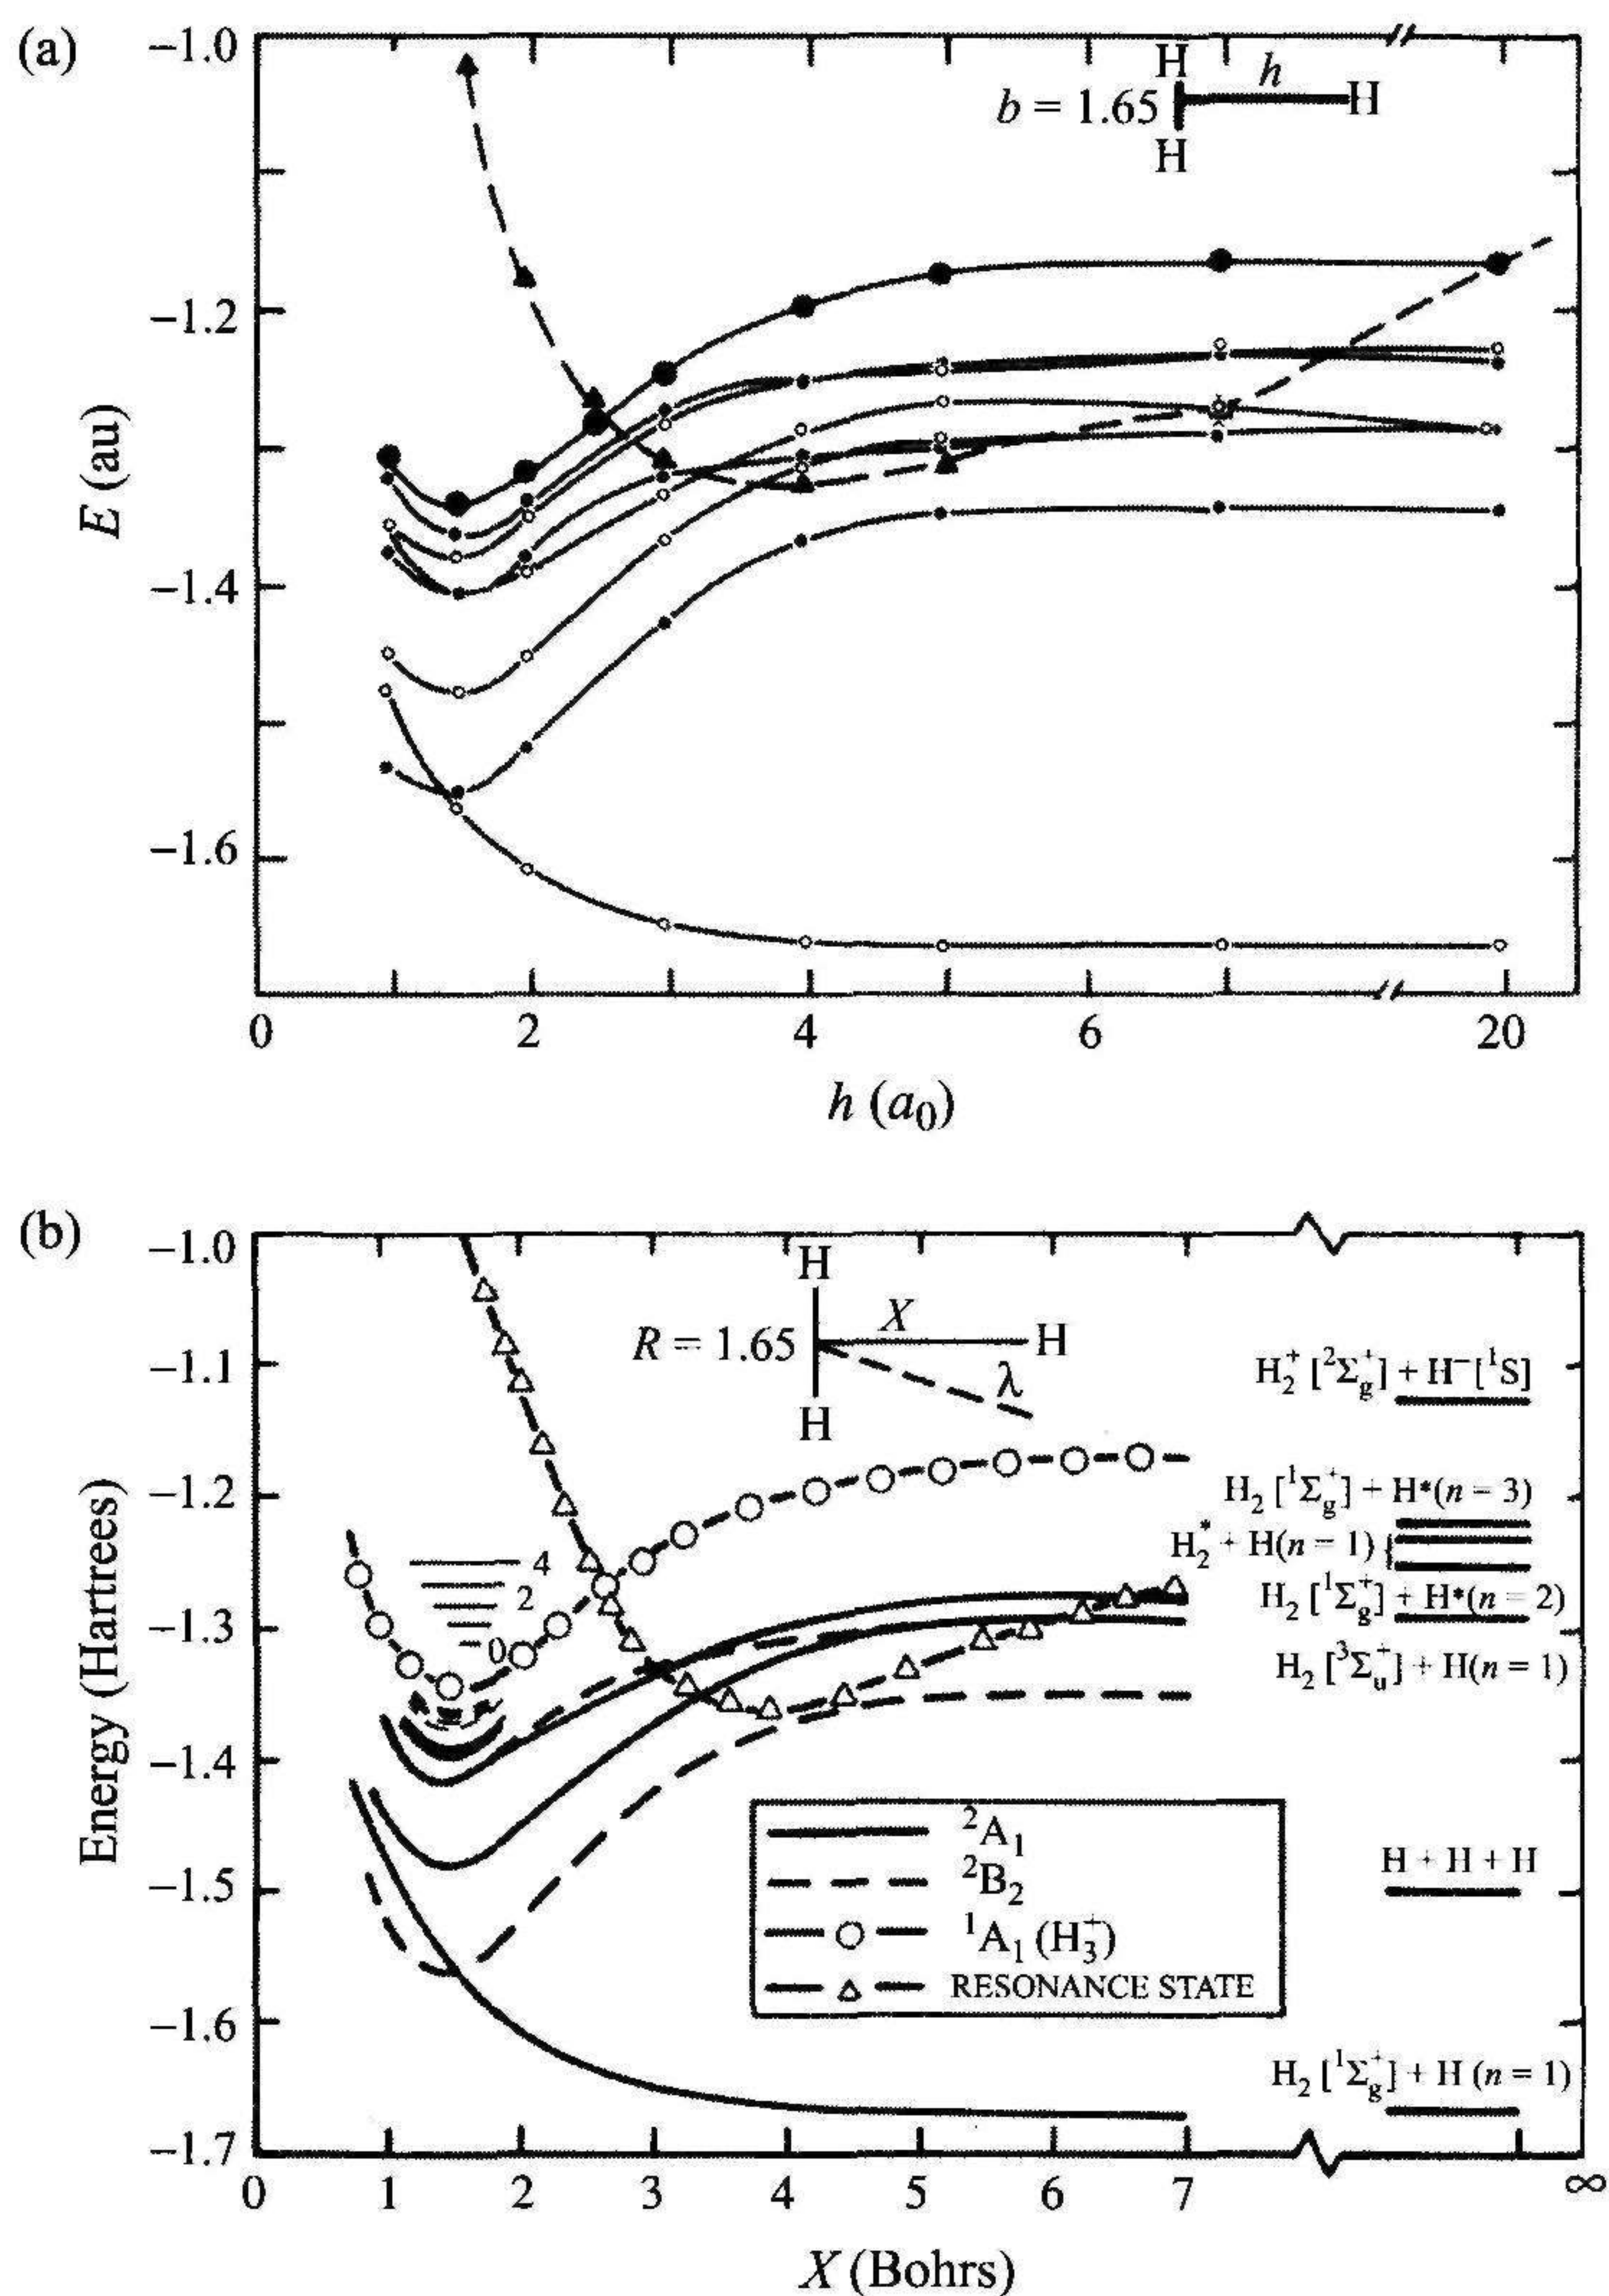 (a)
−1.0
−1.2
−1.4
−1.6
E (au)
H
h
b = 1.65
H
H
0
2
4
6
20
h (a₀)
(b)
−1.0
−1.1
−1.2
−1.3
−1.4
−1.5
−1.6
−1.7
Energy (Hartrees)
H
X
R = 1.65
H
λ
H
4
2
0
H₂⁺ [²Σg⁺] + H⁻ [¹S]
H₂ [¹Σg⁺] + H*(n = 3)
H₂* + H(n = 1) {
H₂ [¹Σg⁺] + H*(n = 2)
H₂ [³Σu⁺] + H(n = 1)
H + H + H
H₂ [¹Σg⁺] + H (n = 1)
²A₁
²B₂
¹A₁ (H₃⁺)
RESONANCE STATE
0
1
2
3
4
5
6
7
∞
X (Bohrs)